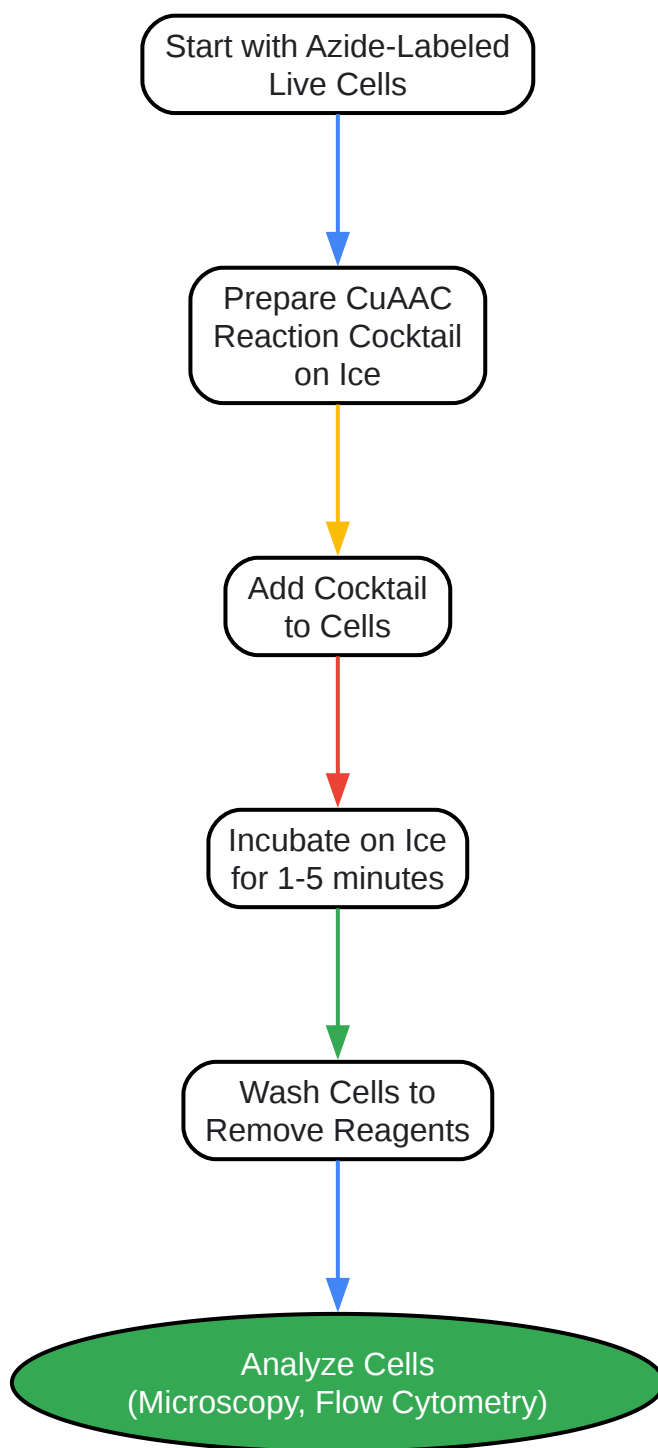 Start with Azide-Labeled
Live Cells
Prepare CuAAC
Reaction Cocktail
on Ice
Add Cocktail
to Cells
Incubate on Ice
for 1-5 minutes
Wash Cells to
Remove Reagents
Analyze Cells
(Microscopy, Flow Cytometry)